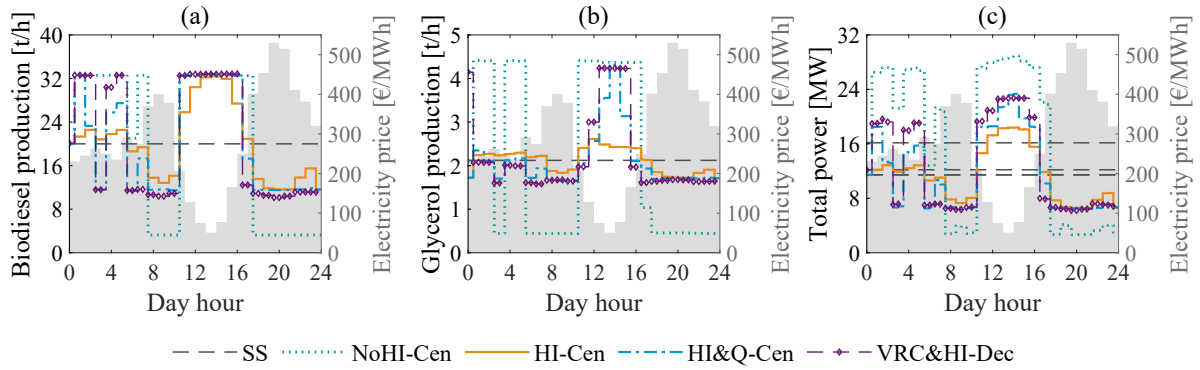 (a)
Biodiesel production [t/h]
40
32
24
16
8
0
0 4 8 12 16 20 24
Day hour
500
400
300
200
100
0
Electricity price [€/MWh]
(b)
Glycerol production [t/h]
5
4
3
2
1
0
0 4 8 12 16 20 24
Day hour
500
400
300
200
100
0
Electricity price [€/MWh]
(c)
Total power [MW]
32
24
16
8
0
0 4 8 12 16 20 24
Day hour
500
400
300
200
100
0
Electricity price [€/MWh]
SS NoHI-Cen HI-Cen HI&Q-Cen VRC&HI-Dec